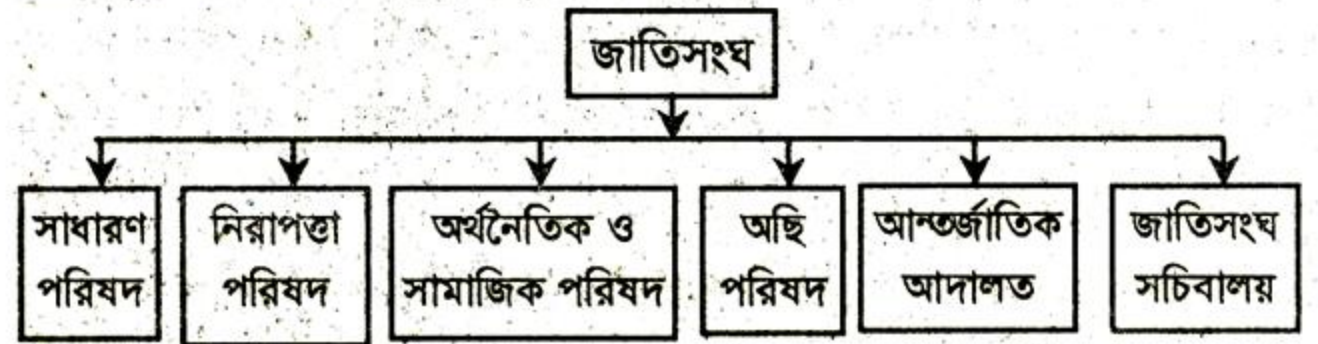 জাতিসংঘ
সাধারণ
পরিষদ
নিরাপত্তা
পরিষদ
অর্থনৈতিক ও
সামাজিক পরিষদ
অছি
পরিষদ
আন্তর্জাতিক
আদালত
জাতিসংঘ
সচিবালয়